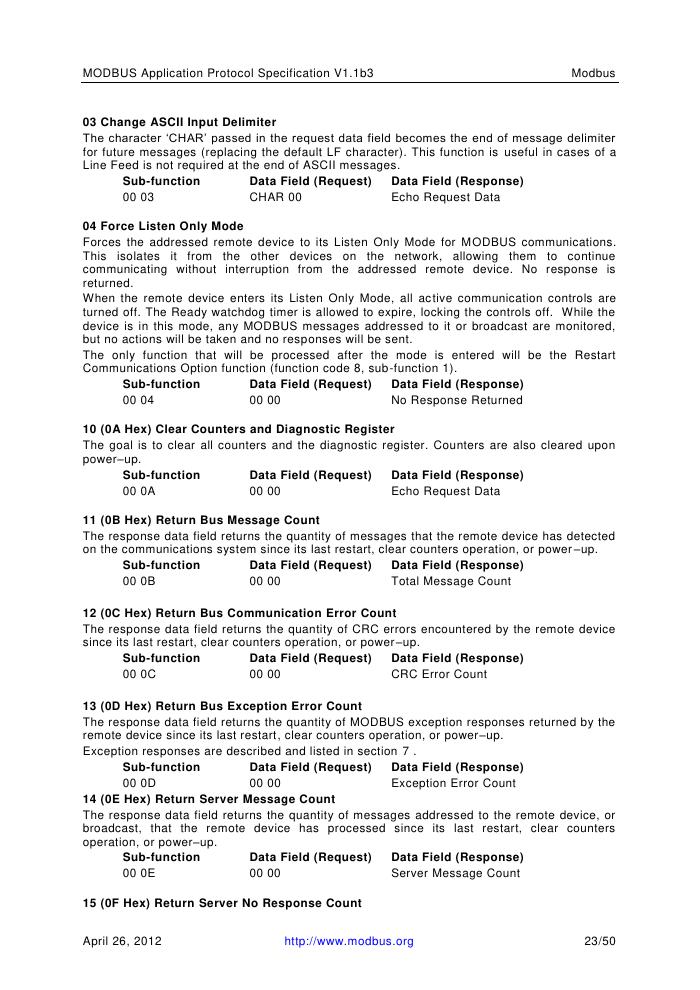 MODBUS Application Protocol Specification V1.1b3 Modbus
03 Change ASCII Input Delimiter
The character ‘CHAR’ passed in the request data field becomes the end of message delimiter
for future messages (replacing the default LF character). This function is useful in cases of a
Line Feed is not required at the end of ASCII messages.
Sub-function Data Field (Request) Data Field (Response)
00 03 CHAR 00 Echo Request Data
04 Force Listen Only Mode
Forces the addressed remote device to its Listen Only Mode for MODBUS communications.
This isolates it from the other devices on the network, allowing them to continue
communicating without interruption from the addressed remote device. No response is
returned.
When the remote device enters its Listen Only Mode, all active communication controls are
turned off. The Ready watchdog timer is allowed to expire, locking the controls off. While the
device is in this mode, any MODBUS messages addressed to it or broadcast are monitored,
but no actions will be taken and no responses will be sent.
The only function that will be processed after the mode is entered will be the Restart
Communications Option function (function code 8, sub-function 1).
Sub-function Data Field (Request) Data Field (Response)
00 04 00 00 No Response Returned
10 (0A Hex) Clear Counters and Diagnostic Register
The goal is to clear all counters and the diagnostic register. Counters are also cleared upon
power–up.
Sub-function Data Field (Request) Data Field (Response)
00 0A 00 00 Echo Request Data
11 (0B Hex) Return Bus Message Count
The response data field returns the quantity of messages that the remote device has detected
on the communications system since its last restart, clear counters operation, or power–up.
Sub-function Data Field (Request) Data Field (Response)
00 0B 00 00 Total Message Count
12 (0C Hex) Return Bus Communication Error Count
The response data field returns the quantity of CRC errors encountered by the remote device
since its last restart, clear counters operation, or power–up.
Sub-function Data Field (Request) Data Field (Response)
00 0C 00 00 CRC Error Count
13 (0D Hex) Return Bus Exception Error Count
The response data field returns the quantity of MODBUS exception responses returned by the
remote device since its last restart, clear counters operation, or power–up.
Exception responses are described and listed in section 7 .
Sub-function Data Field (Request) Data Field (Response)
00 0D 00 00 Exception Error Count
14 (0E Hex) Return Server Message Count
The response data field returns the quantity of messages addressed to the remote device, or
broadcast, that the remote device has processed since its last restart, clear counters
operation, or power–up.
Sub-function Data Field (Request) Data Field (Response)
00 0E 00 00 Server Message Count
15 (0F Hex) Return Server No Response Count
April 26, 2012 http://www.modbus.org 23/50